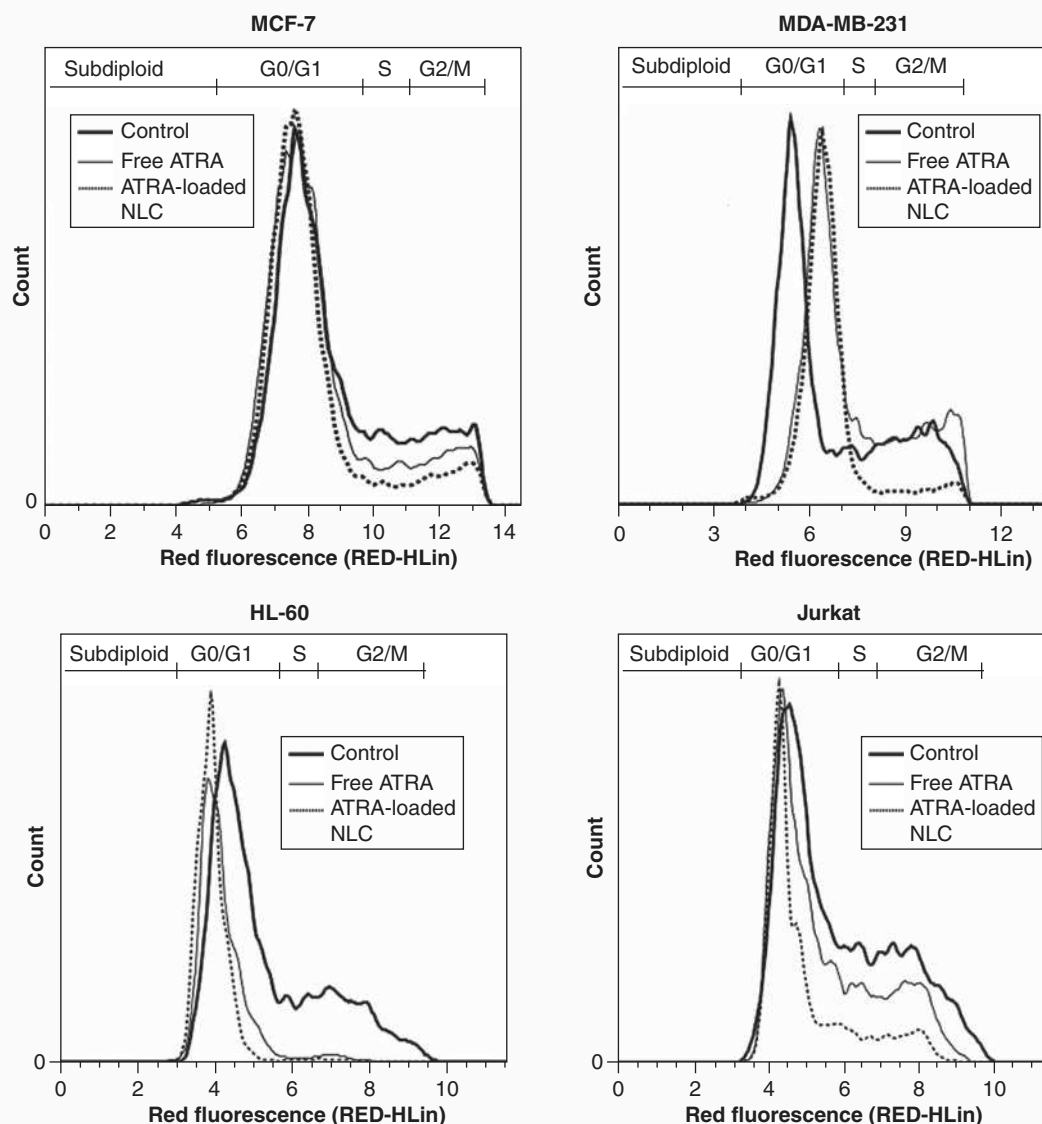 MCF-7
Subdiploid G0/G1 S G2/M
Control
Free ATRA
ATRA-loaded
NLC
Count
0
0 2 4 6 8 10 12 14
Red fluorescence (RED-HLin)
MDA-MB-231
Subdiploid G0/G1 S G2/M
Control
Free ATRA
ATRA-loaded
NLC
Count
0 3 6 9 12
Red fluorescence (RED-HLin)
HL-60
Subdiploid G0/G1 S G2/M
Control
Free ATRA
ATRA-loaded
NLC
Count
0
0 2 4 6 8 10
Red fluorescence (RED-HLin)
Jurkat
Subdiploid G0/G1 S G2/M
Control
Free ATRA
ATRA-loaded
NLC
Count
0
0 2 4 6 8 10
Red fluorescence (RED-HLin)